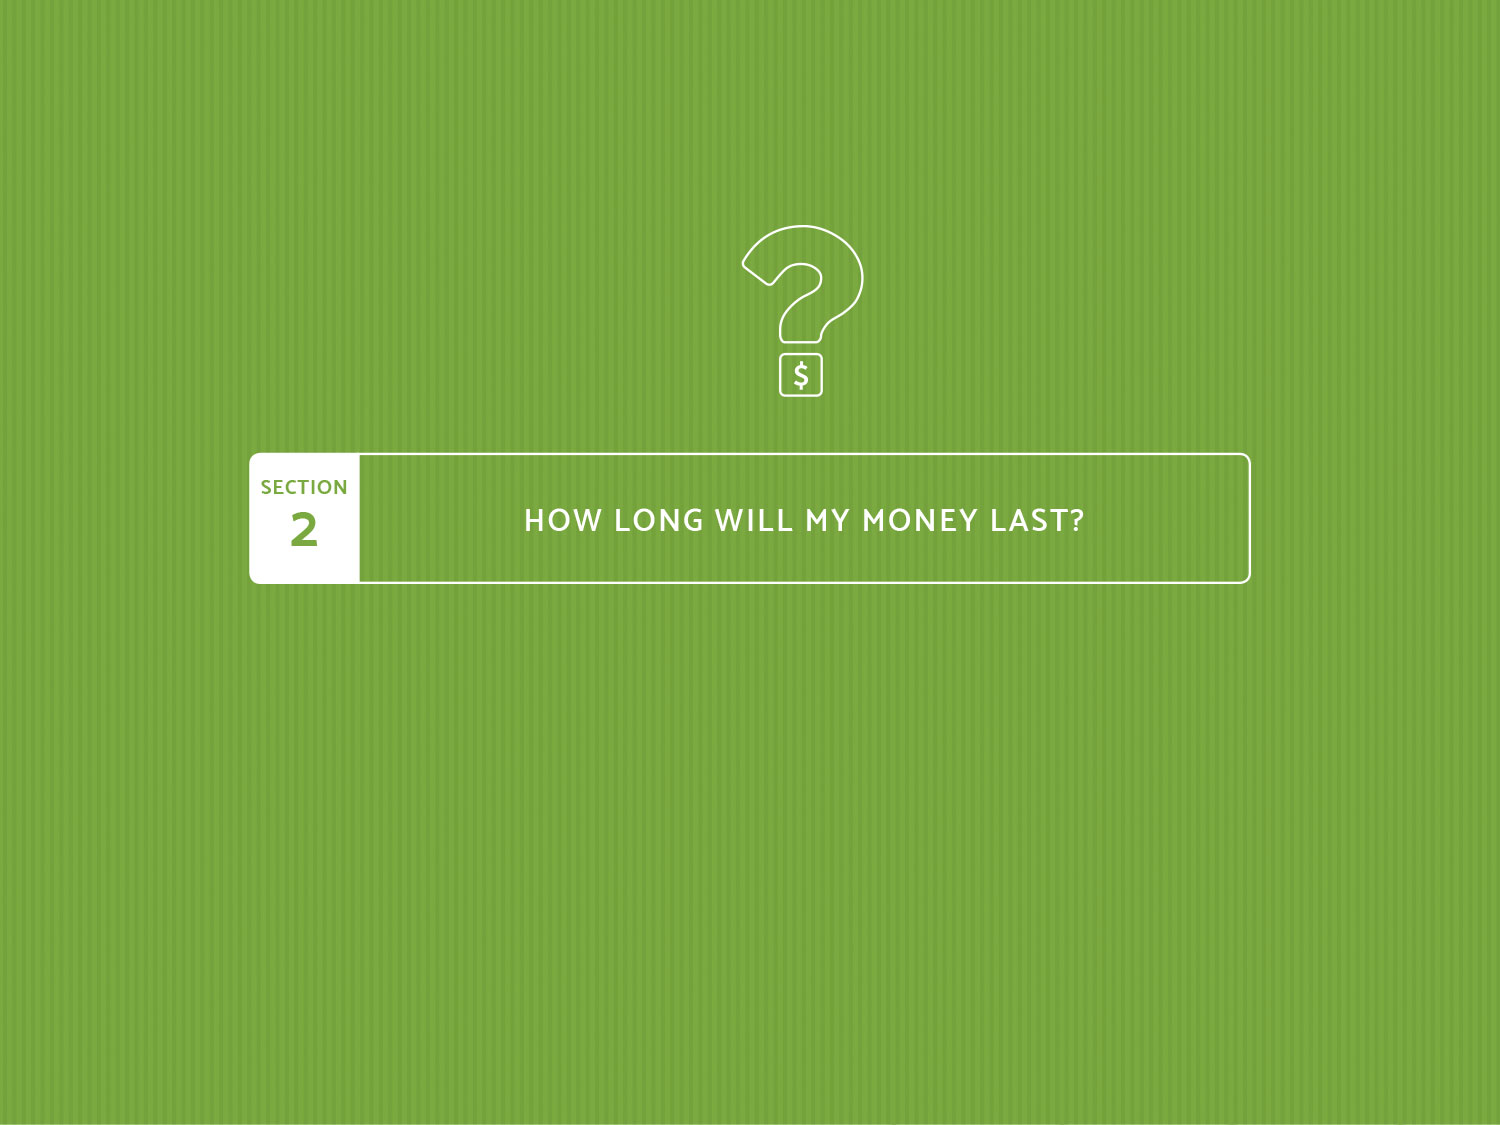 $
SECTION
2
HOW LONG WILL MY MONEY LAST?